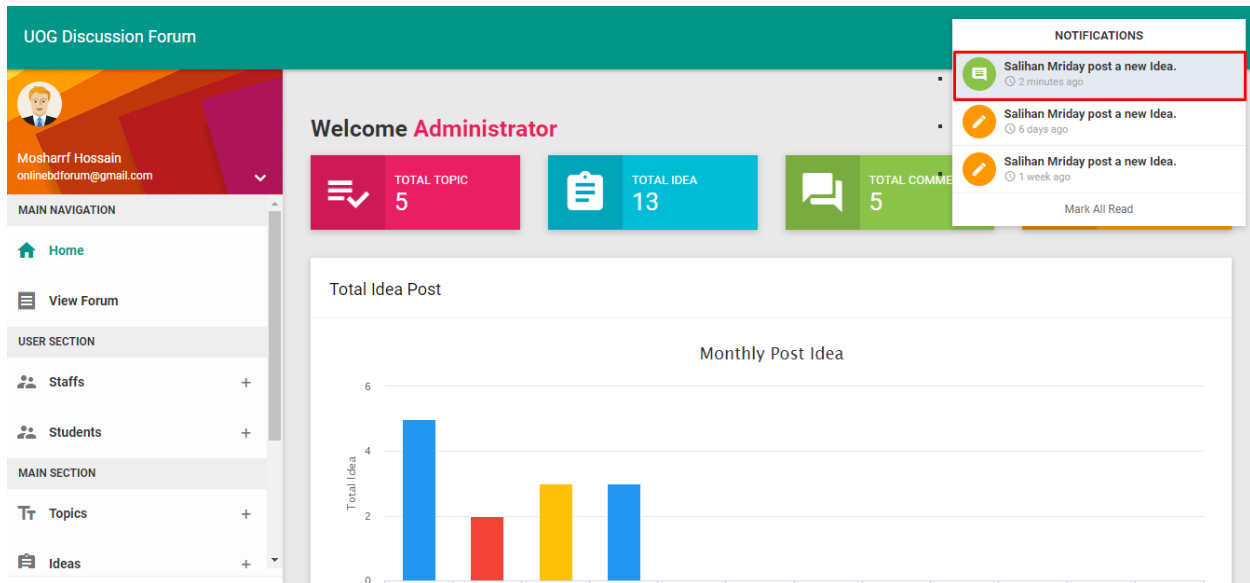 UOG Discussion Forum
NOTIFICATIONS
Salihan Mriday post a new Idea.
2 minutes ago
Salihan Mriday post a new Idea.
6 days ago
Salihan Mriday post a new Idea.
1 week ago
Mark All Read
Mosharrf Hossain
onlinebdforum@gmail.com
MAIN NAVIGATION
Home
View Forum
USER SECTION
Staffs +
Students +
MAIN SECTION
Topics +
Ideas +
Welcome Administrator
TOTAL TOPIC
5
TOTAL IDEA
13
TOTAL COMME
5
Total Idea Post
Monthly Post Idea
Total Idea
6
4
2
0